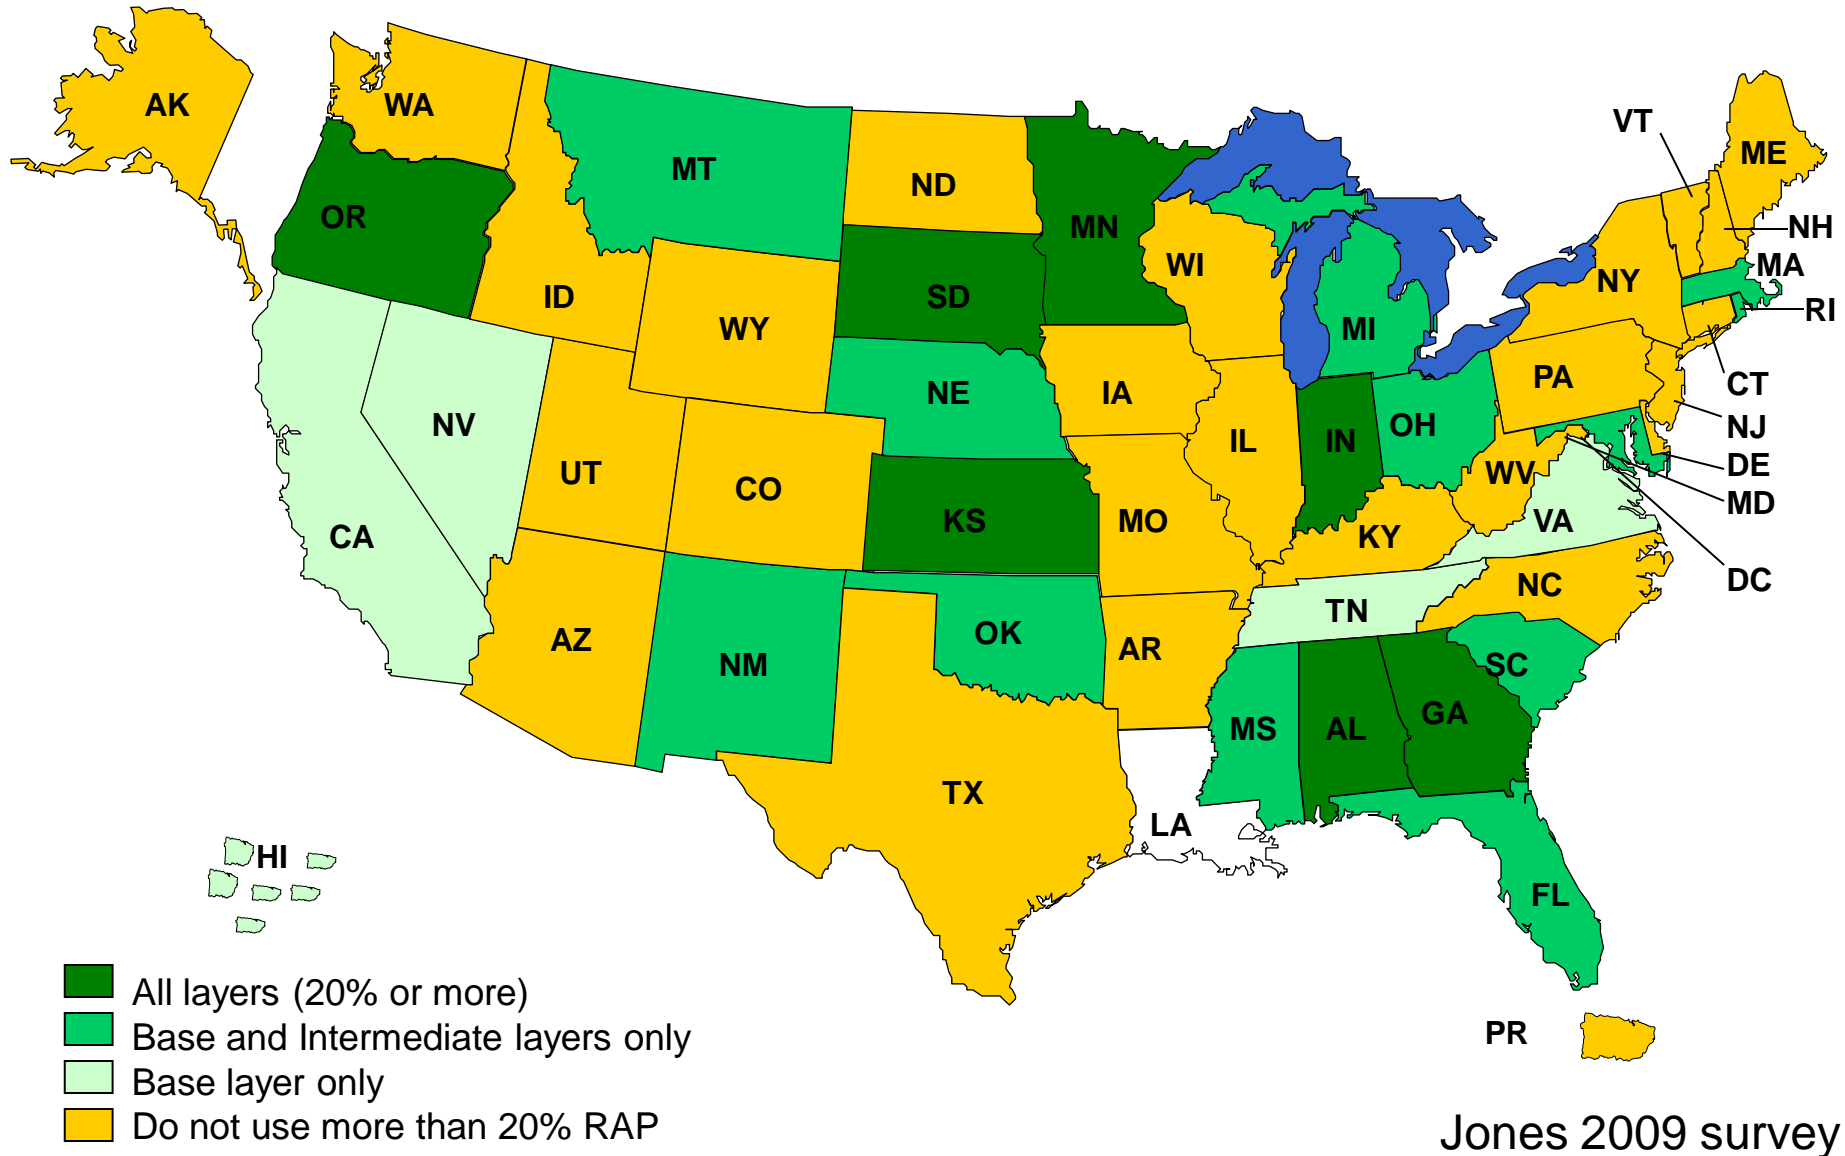 AK
WA
MT
ND
MN
VT
ME
OR
NH
ID
SD
WI
NY
MA
WY
MI
RI
NE
IA
PA
CT
NV
UT
CO
IL
IN
OH
NJ
WV
DE
MD
CA
KS
MO
KY
VA
DC
AZ
NM
OK
AR
TN
NC
SC
MS
AL
GA
TX
LA
HI
FL
PR
All layers (20% or more)
Base and Intermediate layers only
Base layer only
Do not use more than 20% RAP
Jones 2009 survey